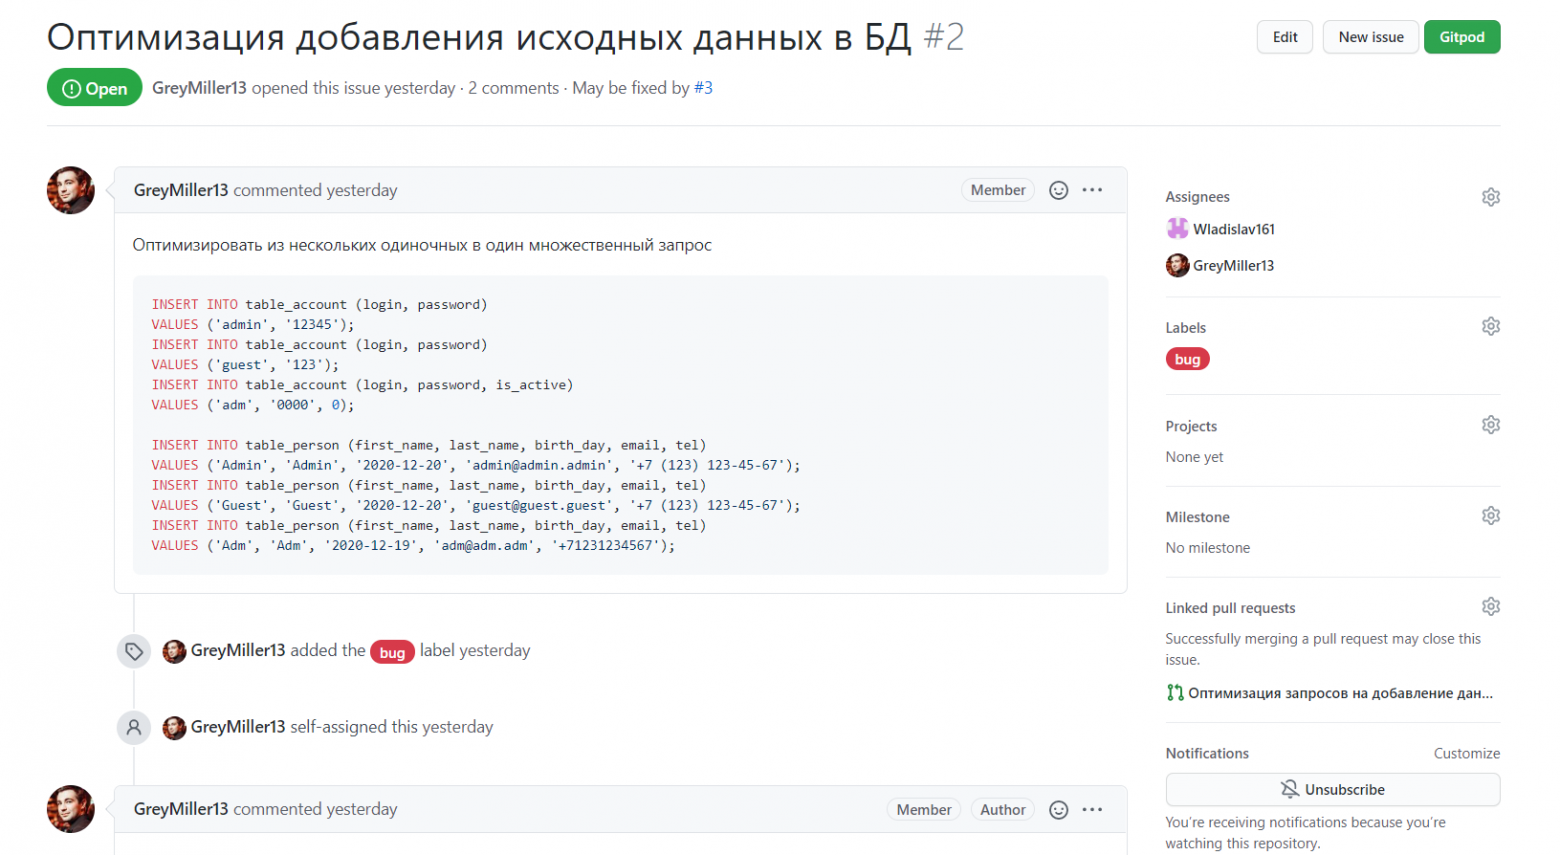 Оптимизация добавления исходных данных в БД #2
Edit
New issue
Gitpod
Open
GreyMiller13 opened this issue yesterday · 2 comments · May be fixed by #3
GreyMiller13 commented yesterday
Member
Оптимизировать из нескольких одиночных в один множественный запрос
INSERT INTO table_account (login, password)
VALUES ('admin', '12345');
INSERT INTO table_account (login, password)
VALUES ('guest', '123');
INSERT INTO table_account (login, password, is_active)
VALUES ('adm', '0000', 0);
INSERT INTO table_person (first_name, last_name, birth_day, email, tel)
VALUES ('Admin', 'Admin', '2020-12-20', 'admin@admin.admin', '+7 (123) 123-45-67');
INSERT INTO table_person (first_name, last_name, birth_day, email, tel)
VALUES ('Guest', 'Guest', '2020-12-20', 'guest@guest.guest', '+7 (123) 123-45-67');
INSERT INTO table_person (first_name, last_name, birth_day, email, tel)
VALUES ('Adm', 'Adm', '2020-12-19', 'adm@adm.adm', '+71231234567');
GreyMiller13 added the bug label yesterday
GreyMiller13 self-assigned this yesterday
GreyMiller13 commented yesterday
Member
Author
Assignees
Wladislav161
GreyMiller13
Labels
bug
Projects
None yet
Milestone
No milestone
Linked pull requests
Successfully merging a pull request may close this
issue.
Оптимизация запросов на добавление дан...
Notifications
Customize
Unsubscribe
You're receiving notifications because you're
watching this repository.